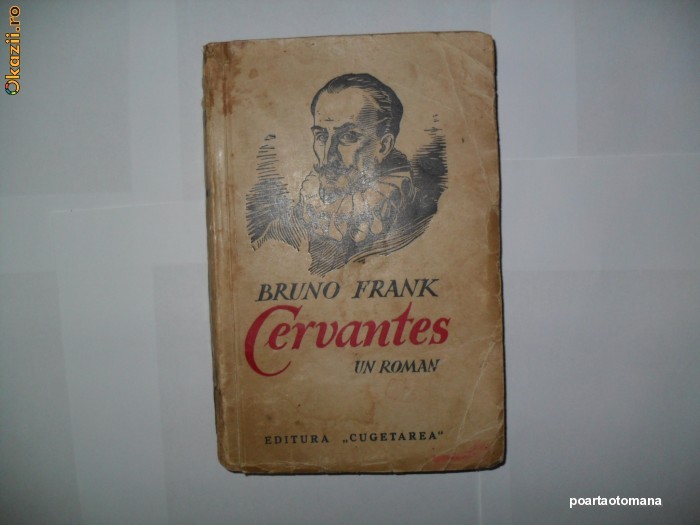 Okazii.ro
BRUNO FRANK
Cervantes
UN ROMAN
EDITURA „CUGETAREA"
poartaotomana